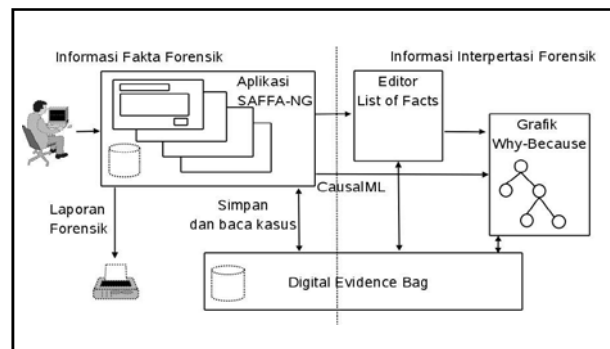 Informasi Fakta Forensik
Informasi Interpertasi Forensik
Aplikasi
SAFFA-NG
Editor
List of Facts
Grafik
Why-Because
CausalML
Laporan
Forensik
Simpan
dan baca kasus
Digital Evidence Bag